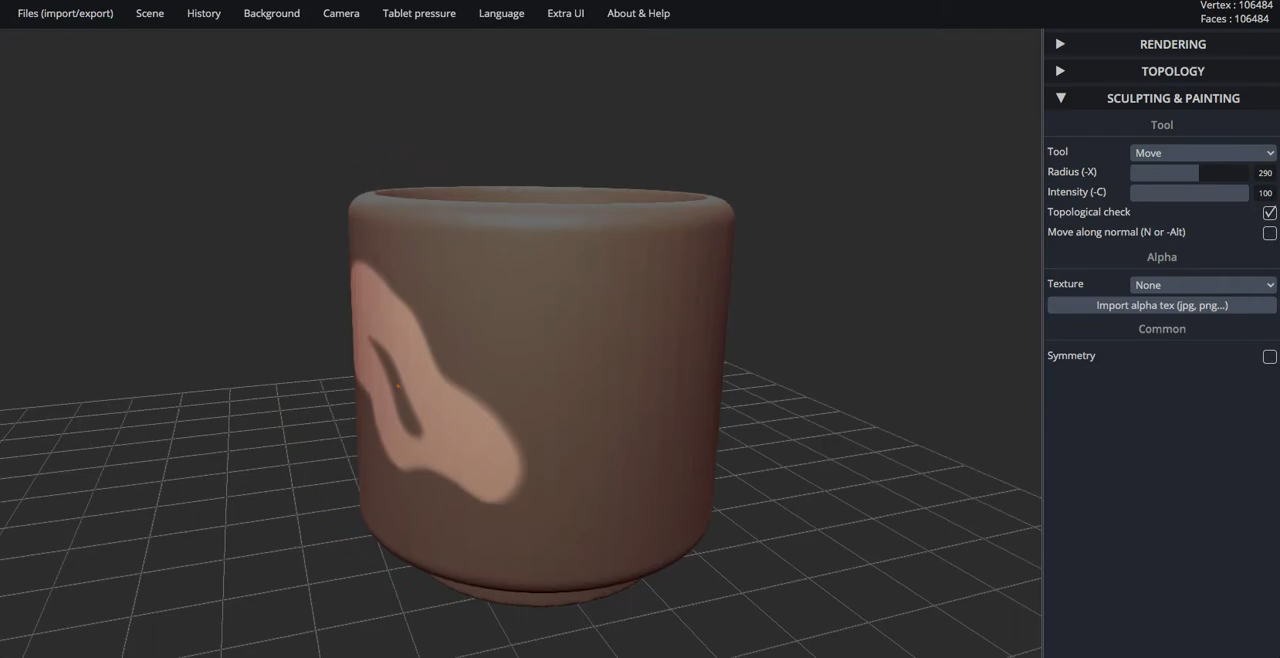 Files (import/export) Scene History Background Camera Tablet pressure Language Extra UI About & Help
Vertex : 106484
Faces : 106484
RENDERING
TOPOLOGY
SCULPTING & PAINTING
Tool
Tool Move
Radius (-X) 290
Intensity (-C) 100
Topological check
Move along normal (N or -Alt)
Alpha
Texture None
Import alpha tex (jpg, png...)
Common
Symmetry